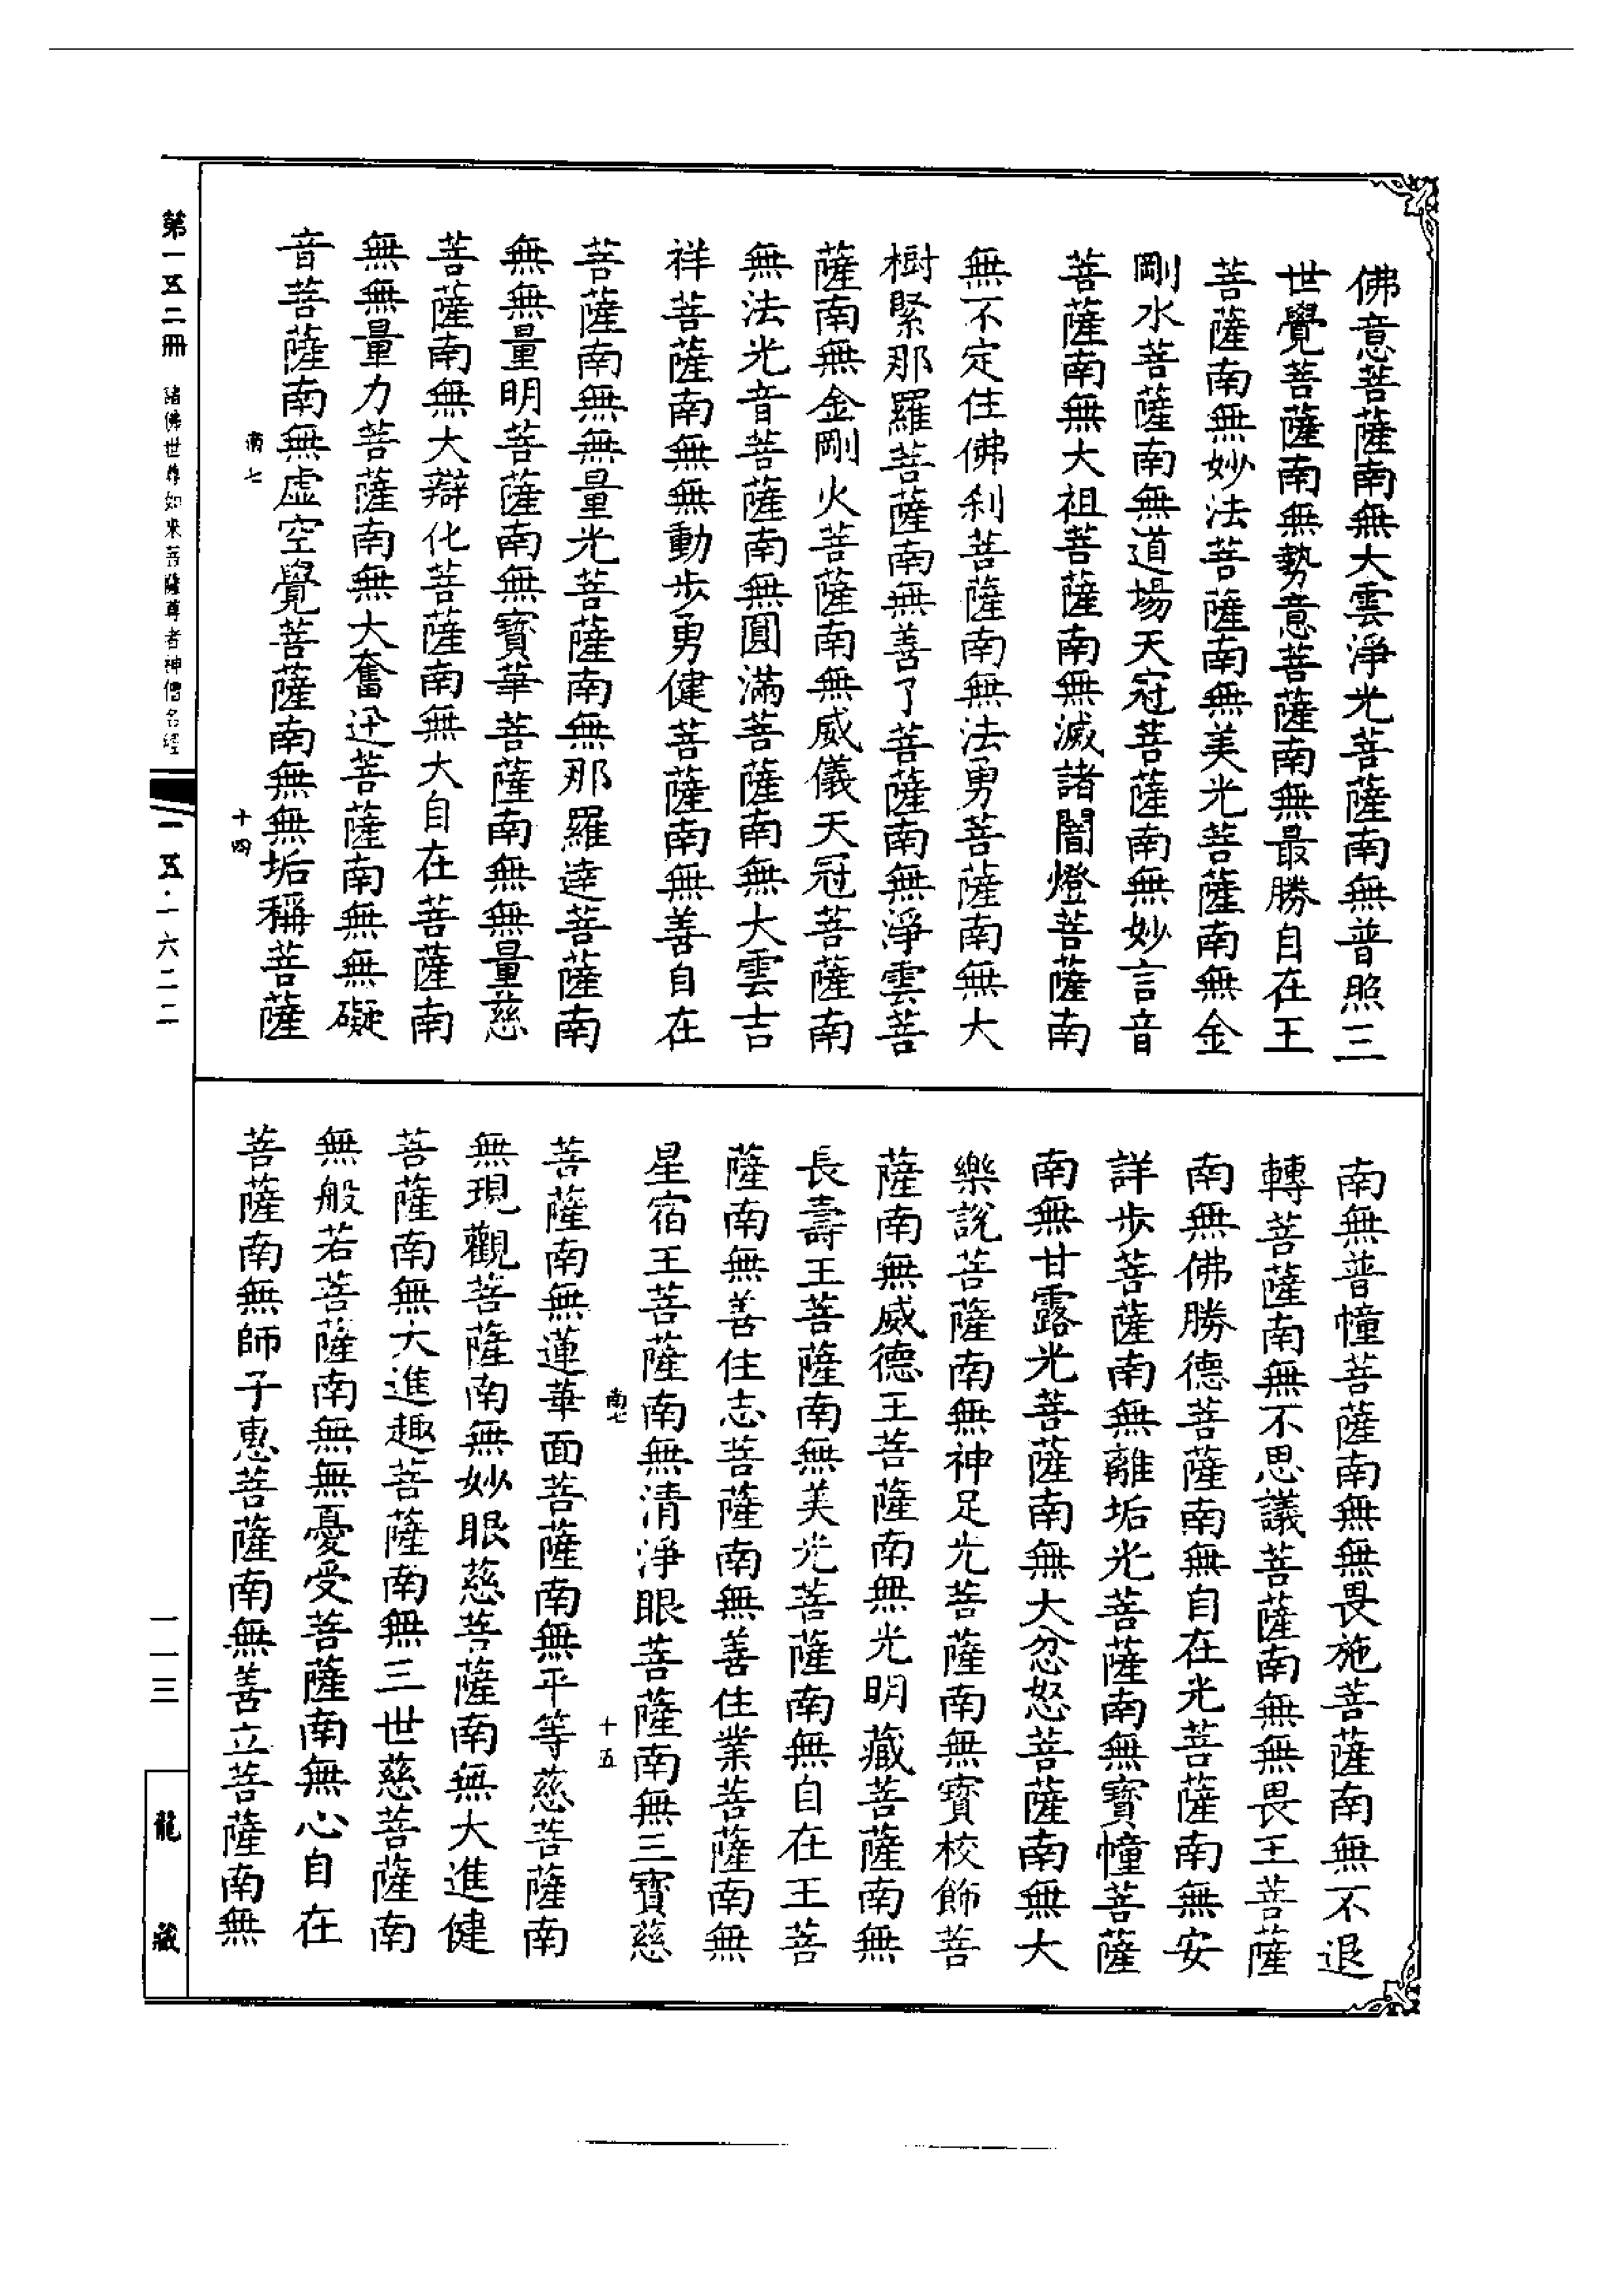 佛意菩薩南無大雲淨光菩薩南無普照三
世覺菩薩南無勢意菩薩南無最勝自在王
菩薩南無妙法菩薩南無美光菩薩南無金
剛水菩薩南無道場天冠菩薩南無妙言音
菩薩南無大祖菩薩南無滅諸闇燈菩薩南
無不定住佛刹菩薩南無法勇菩薩南無大
樹緊那羅菩薩南無善了菩薩南無淨雲菩
薩南無金剛火菩薩南無威儀天冠菩薩南
無法光音菩薩南無圓滿菩薩南無大雲吉
祥菩薩南無無動步勇健菩薩南無善自在
菩薩南無無量光菩薩南無那羅達菩薩南
無無量明菩薩南無寶華菩薩南無無量慈
菩薩南無大辯化菩薩南無大自在菩薩南
無無量力菩薩南無大奮迅菩薩南無無礙
音菩薩南無虛空覺菩薩南無無垢稱菩薩
南七
十四
南無普幢菩薩南無無畏施菩薩南無不退
轉菩薩南無不思議菩薩南無無畏王菩薩
南無佛勝德菩薩南無自在光菩薩南無安
詳步菩薩南無離垢光菩薩南無寶幢菩薩
南無甘露光菩薩南無大忿怒菩薩南無大
樂說菩薩南無神足光菩薩南無寶校飾菩
薩南無威德王菩薩南無光明藏菩薩南無
長壽王菩薩南無美光菩薩南無自在王菩
薩南無善住志菩薩南無善住業菩薩南無
星宿王菩薩南無清淨眼菩薩南無三寶慈
南七
十五
菩薩南無蓮華面菩薩南無平等慈菩薩南
無現觀菩薩南無妙眼慈菩薩南無大進健
菩薩南無大進趣菩薩南無三世慈菩薩南
無般若菩薩南無無憂受菩薩南無心自在
菩薩南無師子惠菩薩南無善立菩薩南無
第一五二冊
諸佛世尊如來菩薩尊者神僧名經
一五·一六二二
一一三
龍藏